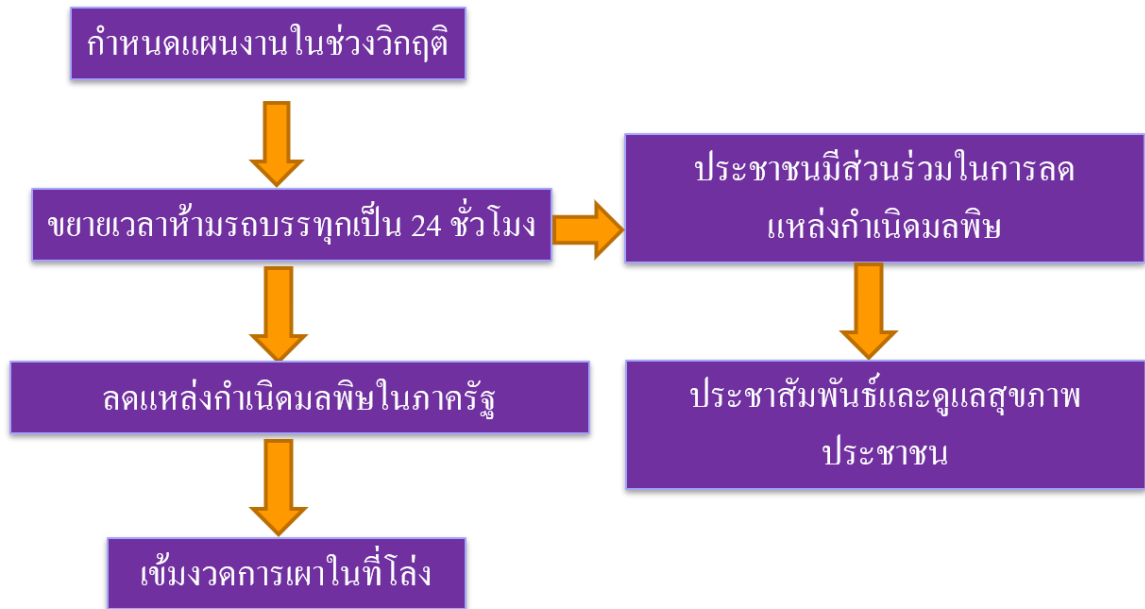 กำหนดแผนงานในช่วงวิกฤติ
ขยายเวลาห้ามรถบรรทุกเป็น 24 ชั่วโมง
ลดแหล่งกำเนิดมลพิษในภาครัฐ
เข้มงวดการเผาในที่โล่ง
ประชาชนมีส่วนร่วมในการลด
แหล่งกำเนิดมลพิษ
ประชาสัมพันธ์และดูแลสุขภาพ
ประชาชน